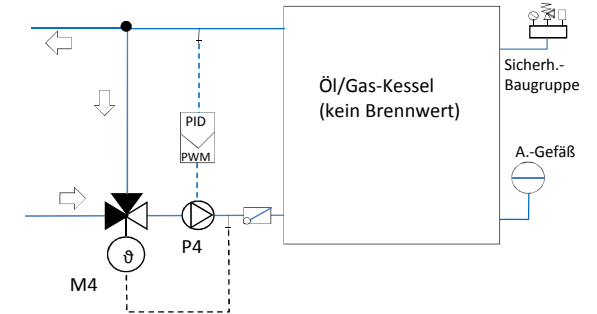 Öl/Gas-Kessel
(kein Brennwert)
Sicherh.-
Baugruppe
A.-Gefäß
PID
PWM
P4
ϑ
M4